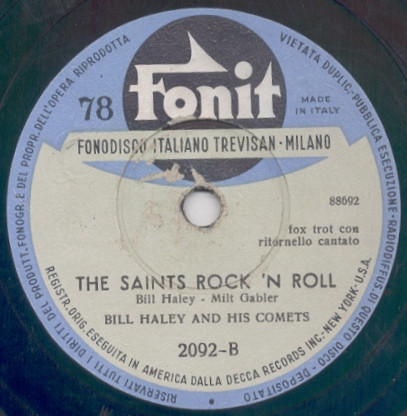 Fonit
78
MADE
IN ITALY
FONODISCO ITALIANO TREVISAN·MILANO
88692
fox trot con
ritornello cantato
THE SAINTS ROCK 'N ROLL
Bill Haley - Milt Gabler
BILL HALEY AND HIS COMETS
2092-B
REGISTR. ORIG. ESEGUITA IN AMERICA DALLA DECCA RECORDS INC.-NEW-YORK-U.S.A.
RISERVATI TUTTI I DIRITTI DEL PRODUTT. FONOGR. E DEL PROPR. DELL'OPERA RIPRODOTTA
VIETATA DUPLIC.-PUBBLICA ESECUZIONE-RADIODIFFUS. DI QUESTO DISCO - DEPOSITATO